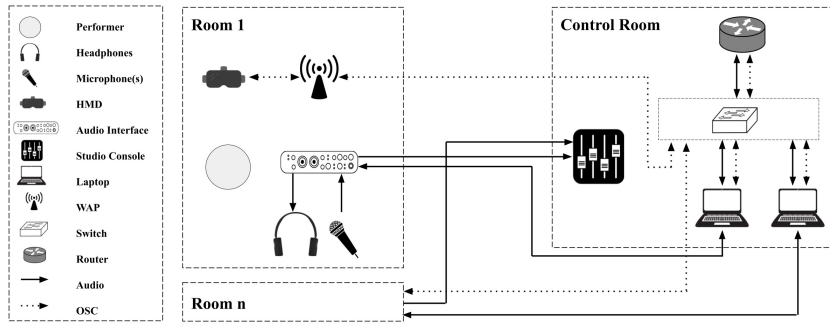 Performer
Headphones
Microphone(s)
HMD
Audio Interface
Studio Console
Laptop
WAP
Switch
Router
Audio
OSC
Room 1
Room n
Control Room